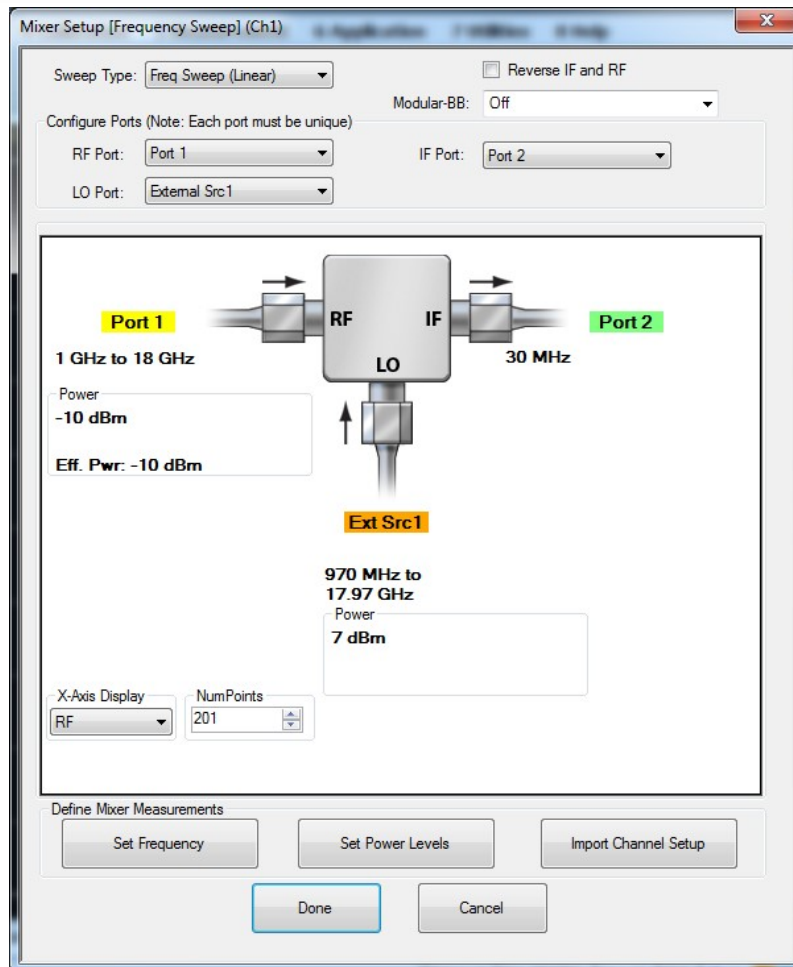 Mixer Setup [Frequency Sweep] (Ch1)
Sweep Type: Freq Sweep (Linear)
Reverse IF and RF
Modular-BB: Off
Configure Ports (Note: Each port must be unique)
RF Port: Port 1
IF Port: Port 2
LO Port: External Src1
RF IF
LO
Port 1
Port 2
1 GHz to 18 GHz
30 MHz
Power
-10 dBm
Eff. Pwr: -10 dBm
Ext Src1
970 MHz to
17.97 GHz
Power
7 dBm
X-Axis Display
RF
NumPoints
201
Define Mixer Measurements
Set Frequency
Set Power Levels
Import Channel Setup
Done
Cancel